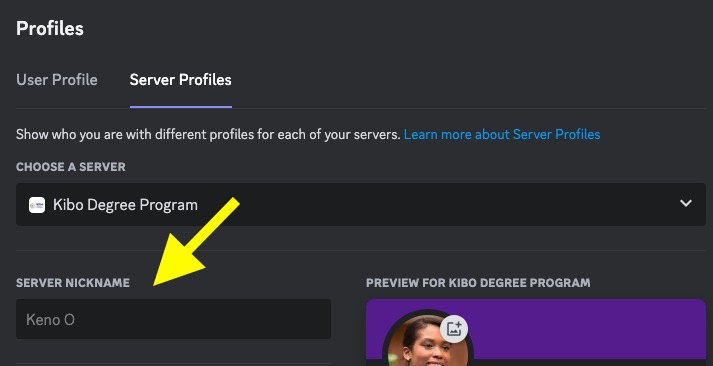 Profiles
User Profile
Server Profiles
Show who you are with different profiles for each of your servers. Learn more about Server Profiles
CHOOSE A SERVER
Kibo Degree Program
SERVER NICKNAME
PREVIEW FOR KIBO DEGREE PROGRAM
Keno O